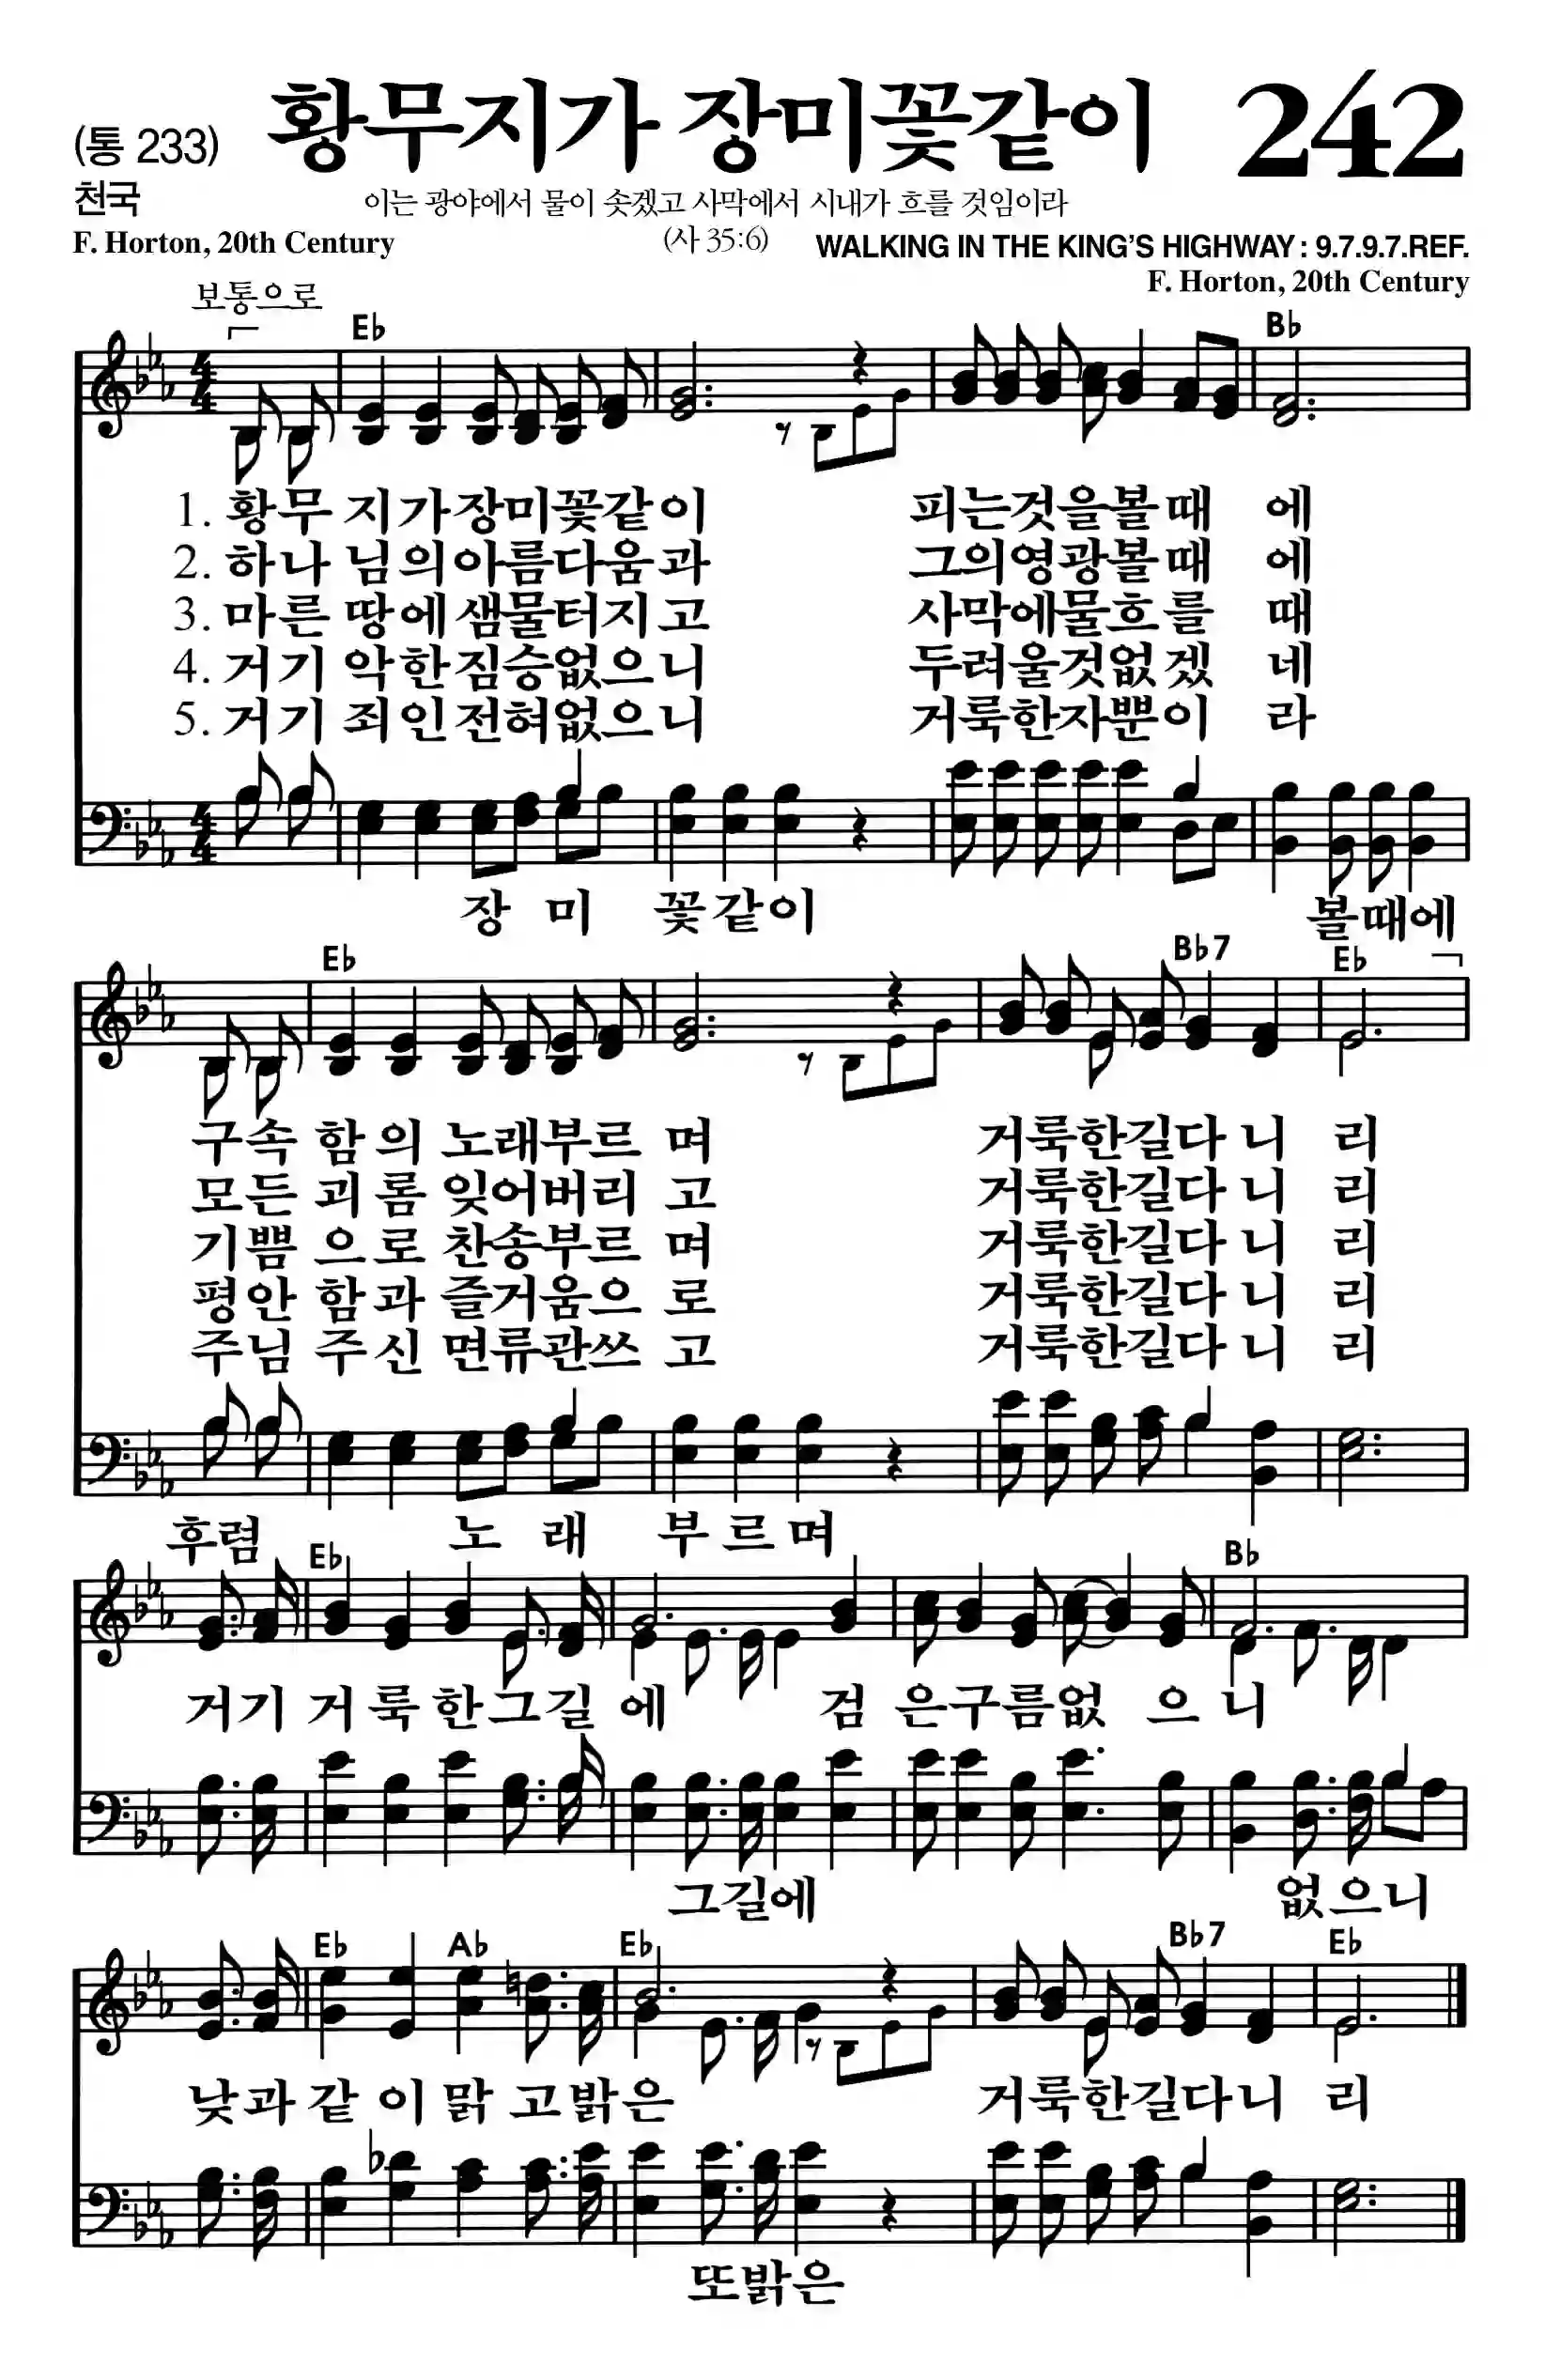 (통 233) 황무지가 장미꽃같이 242
천국 이는 광야에서 물이 솟겠고 사막에서 시내가 흐를 것임이라
F. Horton, 20th Century (사 35:6) WALKING IN THE KING'S HIGHWAY: 9.7.9.7.REF.
F. Horton, 20th Century
보통으로
E♭ B♭
1. 황무 지가장미꽃같이 피는것을볼때 에
2. 하나 님의아름다움과 그의영광볼때 에
3. 마른 땅에샘물터지고 사막에물흐를 때
4. 거기 악한짐승없으니 두려울것없겠 네
5. 거기 죄인전혀없으니 거룩한자뿐이 라
장 미 꽃같이 볼때에
E♭ B♭7 E♭
구속 함의 노래부르 며 거룩한길다 니 리
모든 괴롬 잊어버리 고 거룩한길다 니 리
기쁨 으로 찬송부르 며 거룩한길다 니 리
평안 함과 즐거움으 로 거룩한길다 니 리
주님 주신 면류관쓰 고 거룩한길다 니 리
후렴 노 래 부르며
E♭ B♭
거기 거 룩 한그길 에 검 은구름없 으 니
그길에 없으니
E♭ A♭ E♭ B♭7 E♭
낮과 같 이 맑 고밝은 거룩한길다니 리
또밝은